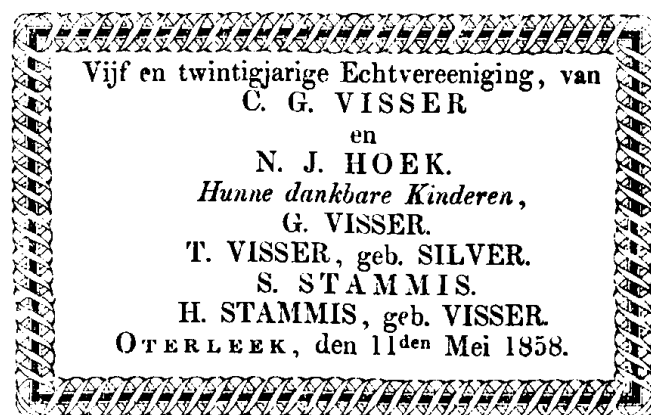 Vijf en twintigjarige Echtvereeniging, van
C. G. VISSER
en
N. J. HOEK.
Hunne dankbare Kinderen,
G. VISSER.
T. VISSER, geb. SILVER.
S. STAMMIS.
H. STAMMIS, geb. VISSER.
OTERLEEK, den 11den Mei 1858.